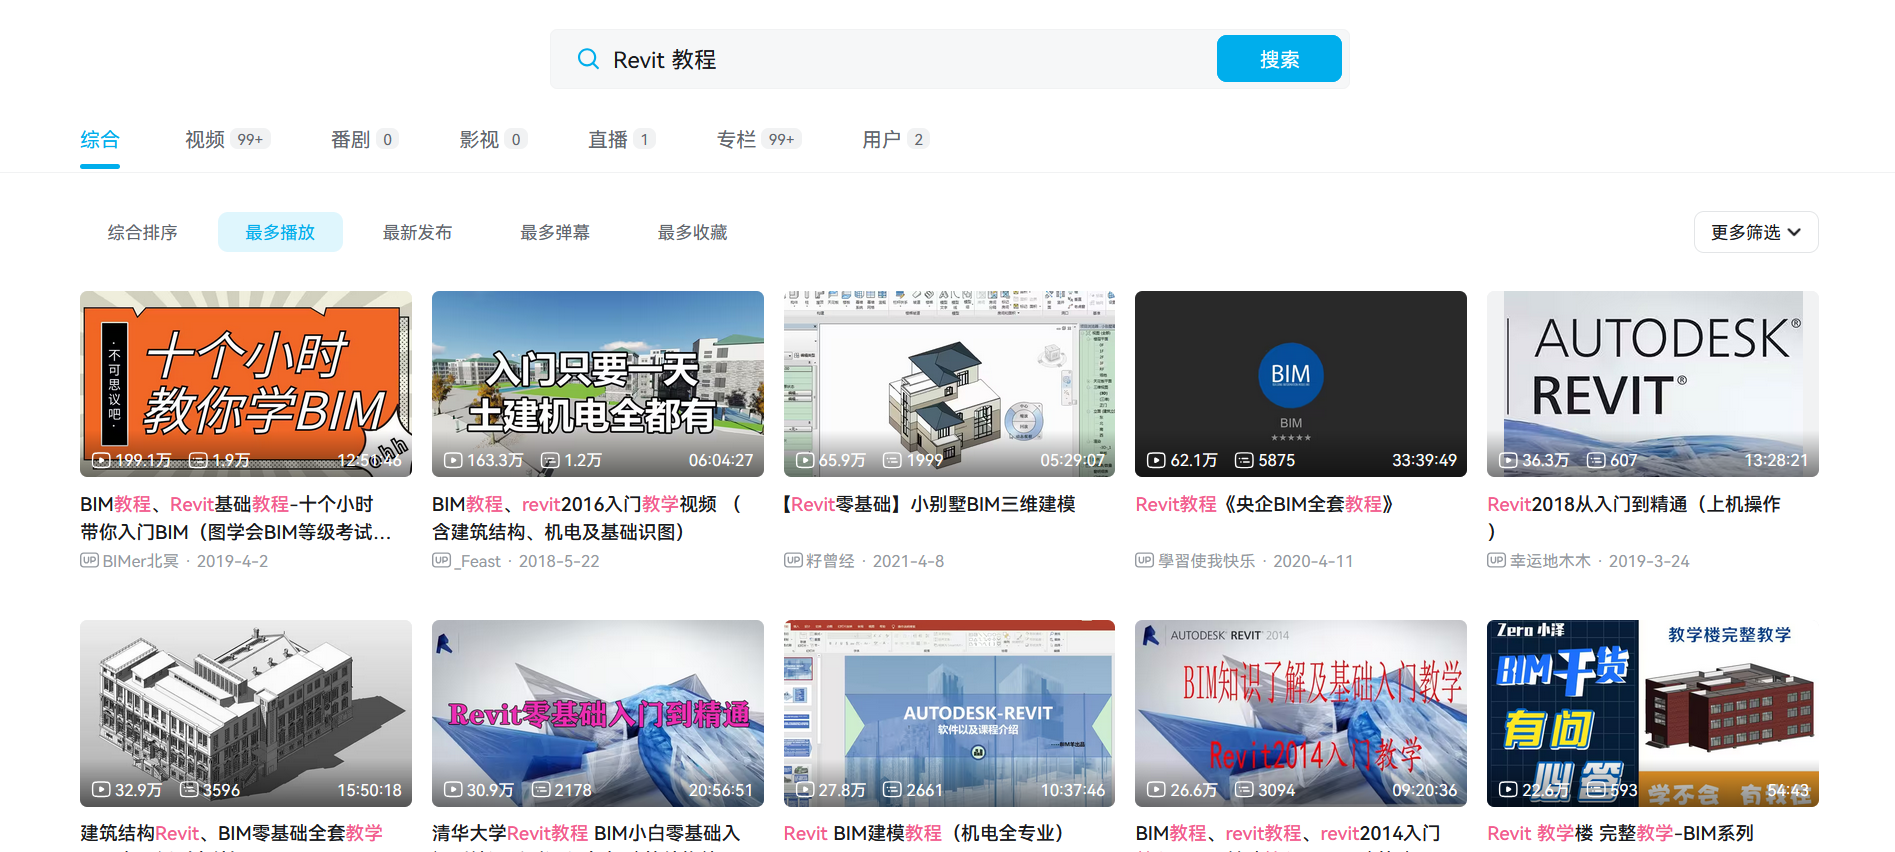 Revit 教程
搜索
综合
视频 99+
番剧 0
影视 0
直播 1
专栏 99+
用户 2
综合排序
最多播放
最新发布
最多弹幕
最多收藏
更多筛选
·不可思议吧·
十个小时
教你学BIM
199.1万 1.9万
BIM教程、Revit基础教程-十个小时
带你入门BIM（图学会BIM等级考试...
UP BIMer北冥 · 2019-4-2
入门只要一天
土建机电全都有
163.3万 1.2万 06:04:27
BIM教程、revit2016入门教学视频 （
含建筑结构、机电及基础识图）
UP _Feast · 2018-5-22
65.9万 1999 05:29:07
【Revit零基础】小别墅BIM三维建模
UP 籽曾经 · 2021-4-8
BIM
BIM
★★★★★
62.1万 5875 33:39:49
Revit教程《央企BIM全套教程》
UP 學習使我快乐 · 2020-4-11
AUTODESK®
REVIT®
36.3万 607 13:28:21
Revit2018从入门到精通（上机操作
）
UP 幸运地木木 · 2019-3-24
32.9万 3596 15:50:18
建筑结构Revit、BIM零基础全套教学
Revit零基础入门到精通
30.9万 2178 20:56:51
清华大学Revit教程 BIM小白零基础入
AUTODESK-REVIT
软件以及课程介绍
27.8万 2661 10:37:46
Revit BIM建模教程（机电全专业）
AUTODESK® REVIT® 2014
BIM知识了解及基础入门教学
Revit2014入门教学
26.6万 3094 09:20:36
BIM教程、revit教程、revit2014入门
Zero 小泽
教学楼完整教学
BIM干货
有问
必答
学不会
22.6万 593 54:43
Revit 教学楼 完整教学-BIM系列